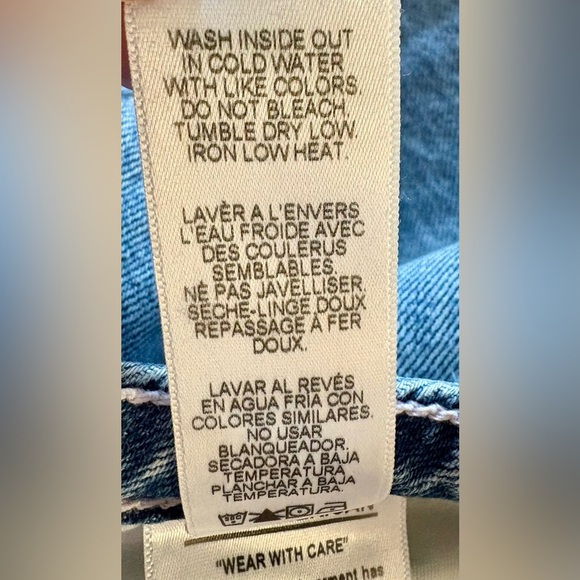 WASH INSIDE OUT
IN COLD WATER
WITH LIKE COLORS.
DO NOT BLEACH
TUMBLE DRY LOW.
IRON LOW HEAT.
LAVÈR A L'ENVERS
L'EAU FROIDE AVEC
DES COULERUS
SEMBLABLES.
NÉ PAS JAVELLISER
SECHE-LINGE DOUX
REPASSAGE A FER
DOUX.
LAVAR AL REVÉS
EN AGUA FRIA CON
COLORES SIMILARES.
NO USAR
BLANQUEADOR.
SECADORA A BAJA
TEMPERATURA
PLANCHAR A BAJA
TEMPERATURA.
"WEAR WITH CARE"
has